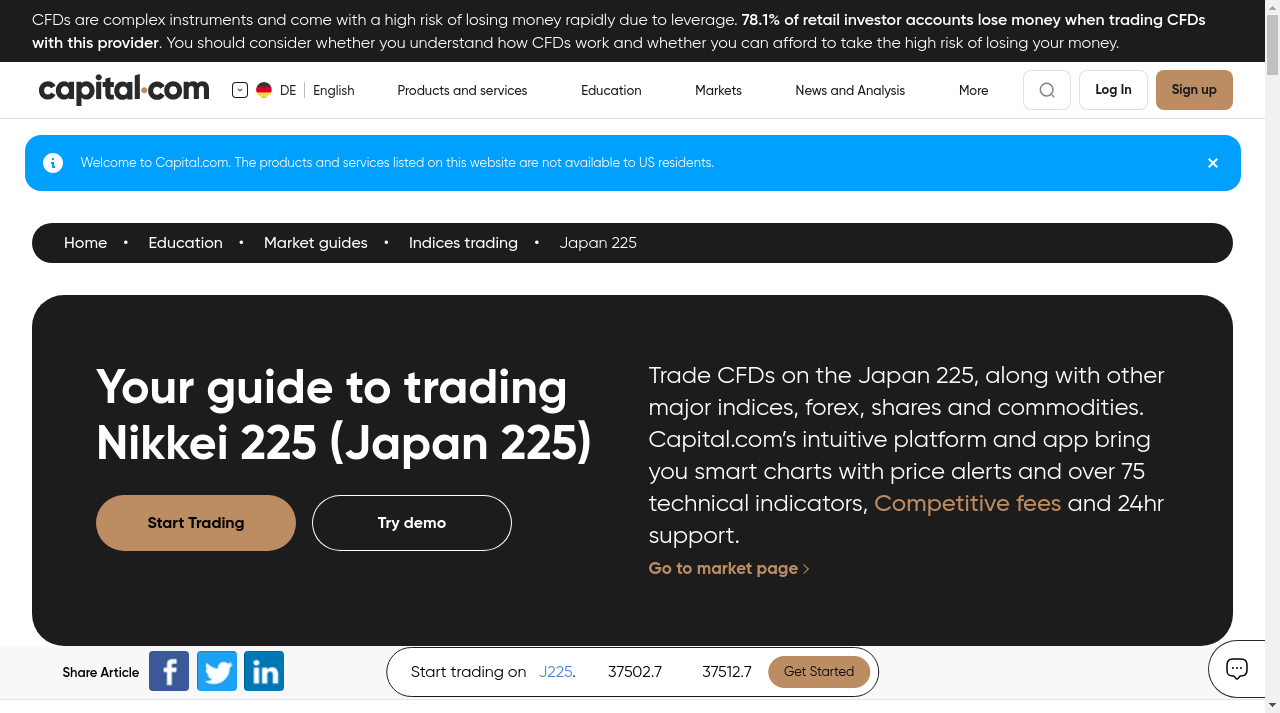 CFDs are complex instruments and come with a high risk of losing money rapidly due to leverage. 78.1% of retail investor accounts lose money when trading CFDs
with this provider. You should consider whether you understand how CFDs work and whether you can afford to take the high risk of losing your money.
capital.com DE English Products and services Education Markets News and Analysis More Log In Sign up
Welcome to Capital.com. The products and services listed on this website are not available to US residents.
Home • Education • Market guides • Indices trading • Japan 225
Your guide to trading
Nikkei 225 (Japan 225)
Start Trading Try demo
Trade CFDs on the Japan 225, along with other
major indices, forex, shares and commodities.
Capital.com’s intuitive platform and app bring
you smart charts with price alerts and over 75
technical indicators, Competitive fees and 24hr
support.
Go to market page
Share Article Start trading on J225. 37502.7 37512.7 Get Started